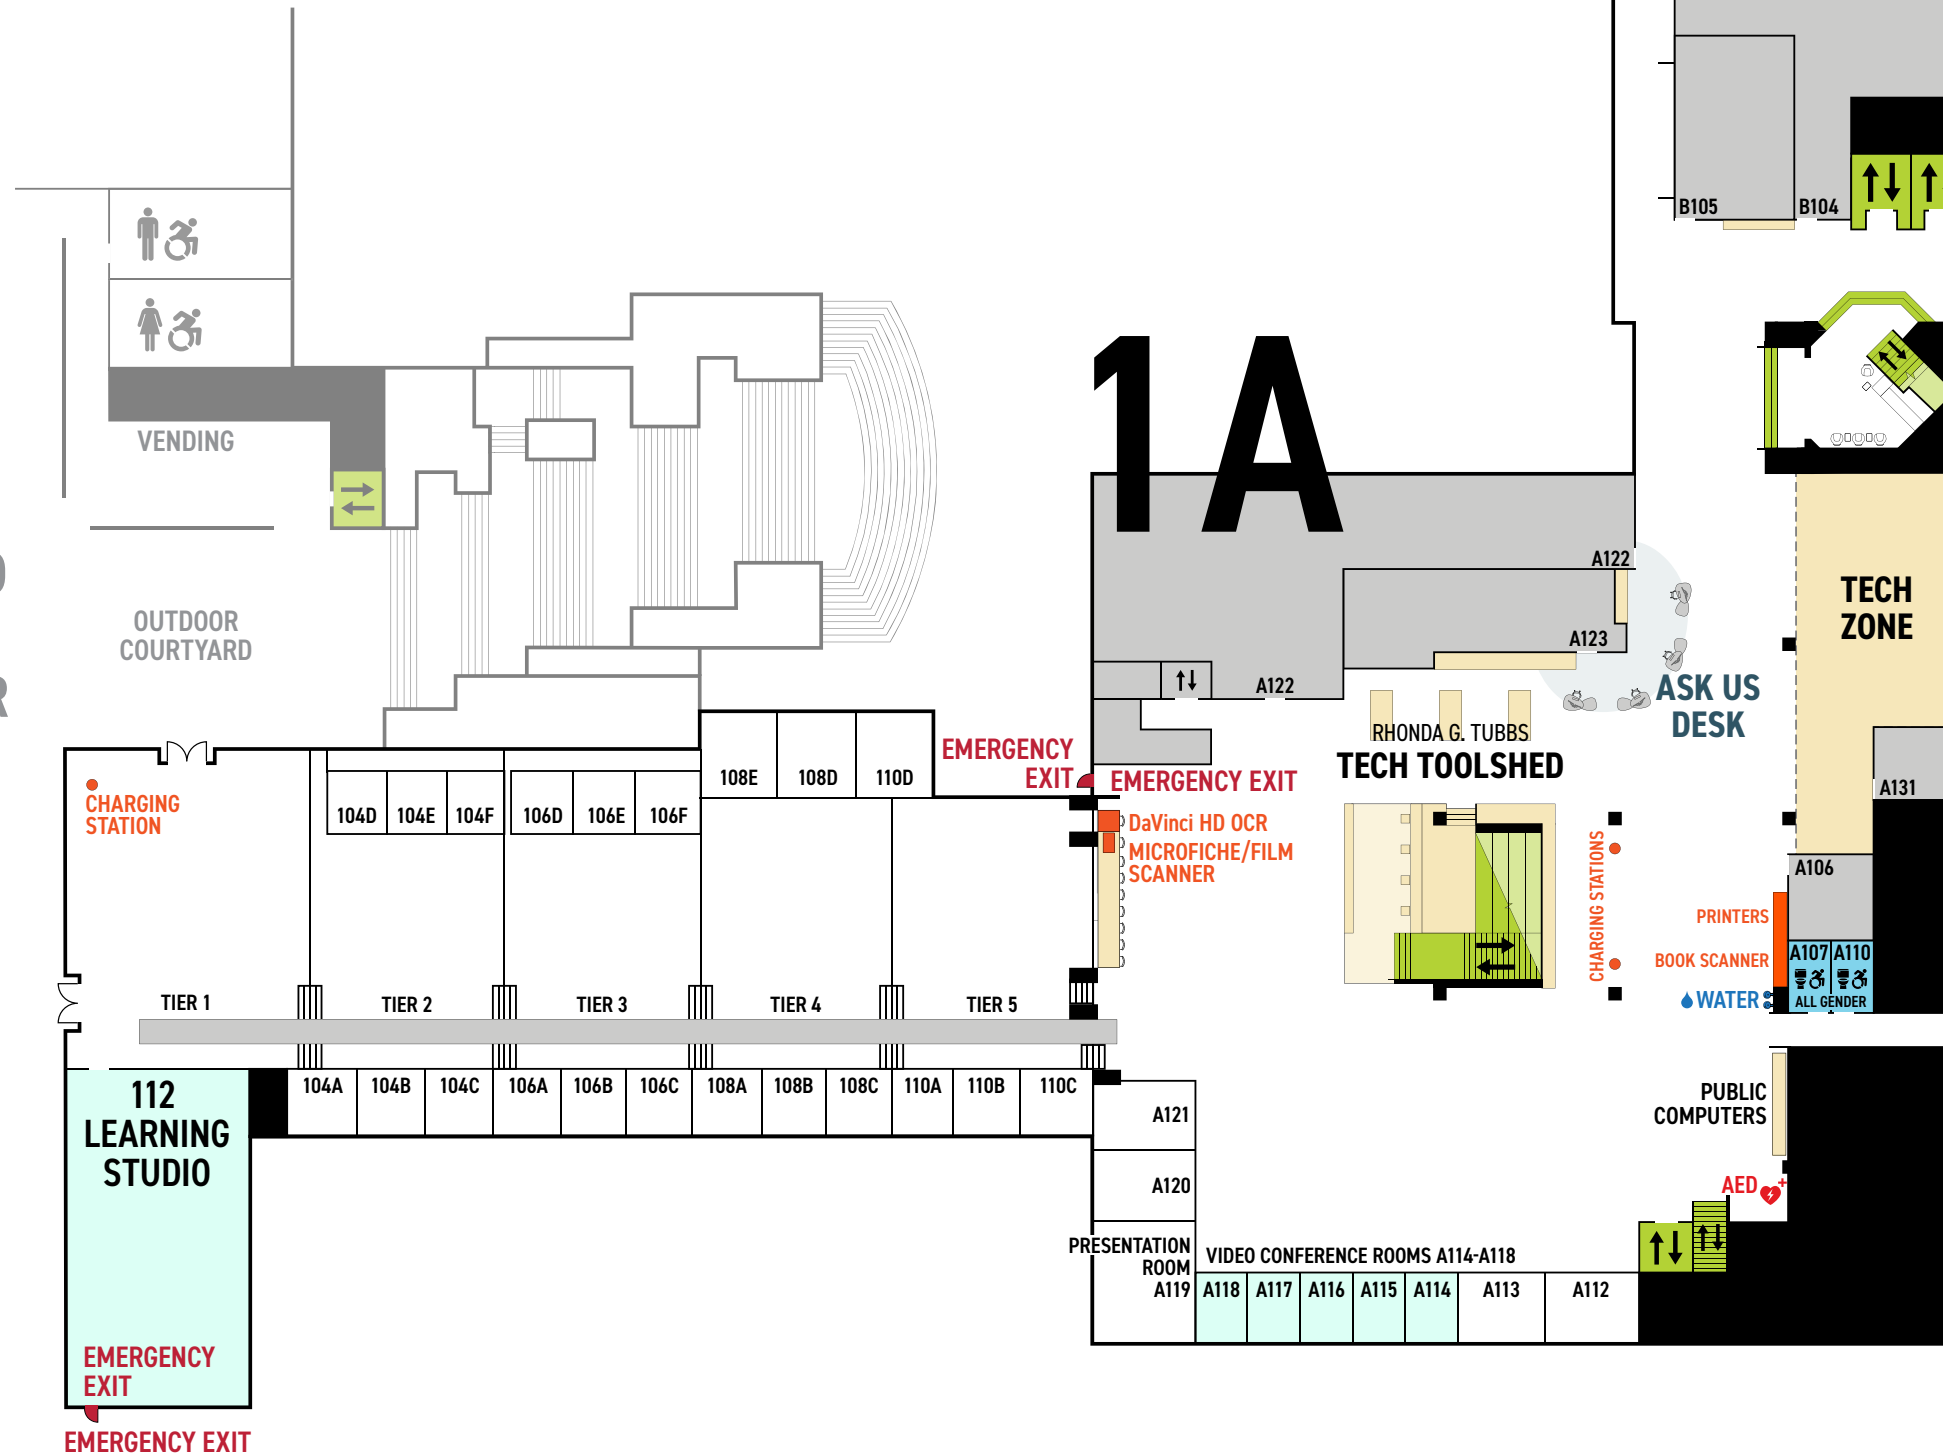 B105
B104
VENDING
1A
OUTDOOR
COURTYARD
A122
A123
A122
TECH
ZONE
ASK US
DESK
RHONDA G. TUBBS
TECH TOOLSHED
EMERGENCY
EXIT
EMERGENCY EXIT
108E
108D
110D
A131
CHARGING
STATION
104D
104E
104F
106D
106E
106F
DaVinci HD OCR
MICROFICHE/FILM
SCANNER
CHARGING STATIONS
A106
PRINTERS
BOOK SCANNER
WATER
A107
A110
ALL GENDER
TIER 1
TIER 2
TIER 3
TIER 4
TIER 5
112
LEARNING
STUDIO
104A
104B
104C
106A
106B
106C
108A
108B
108C
110A
110B
110C
A121
A120
PUBLIC
COMPUTERS
AED
PRESENTATION
ROOM
A119
VIDEO CONFERENCE ROOMS A114-A118
A118
A117
A116
A115
A114
A113
A112
EMERGENCY
EXIT
EMERGENCY EXIT